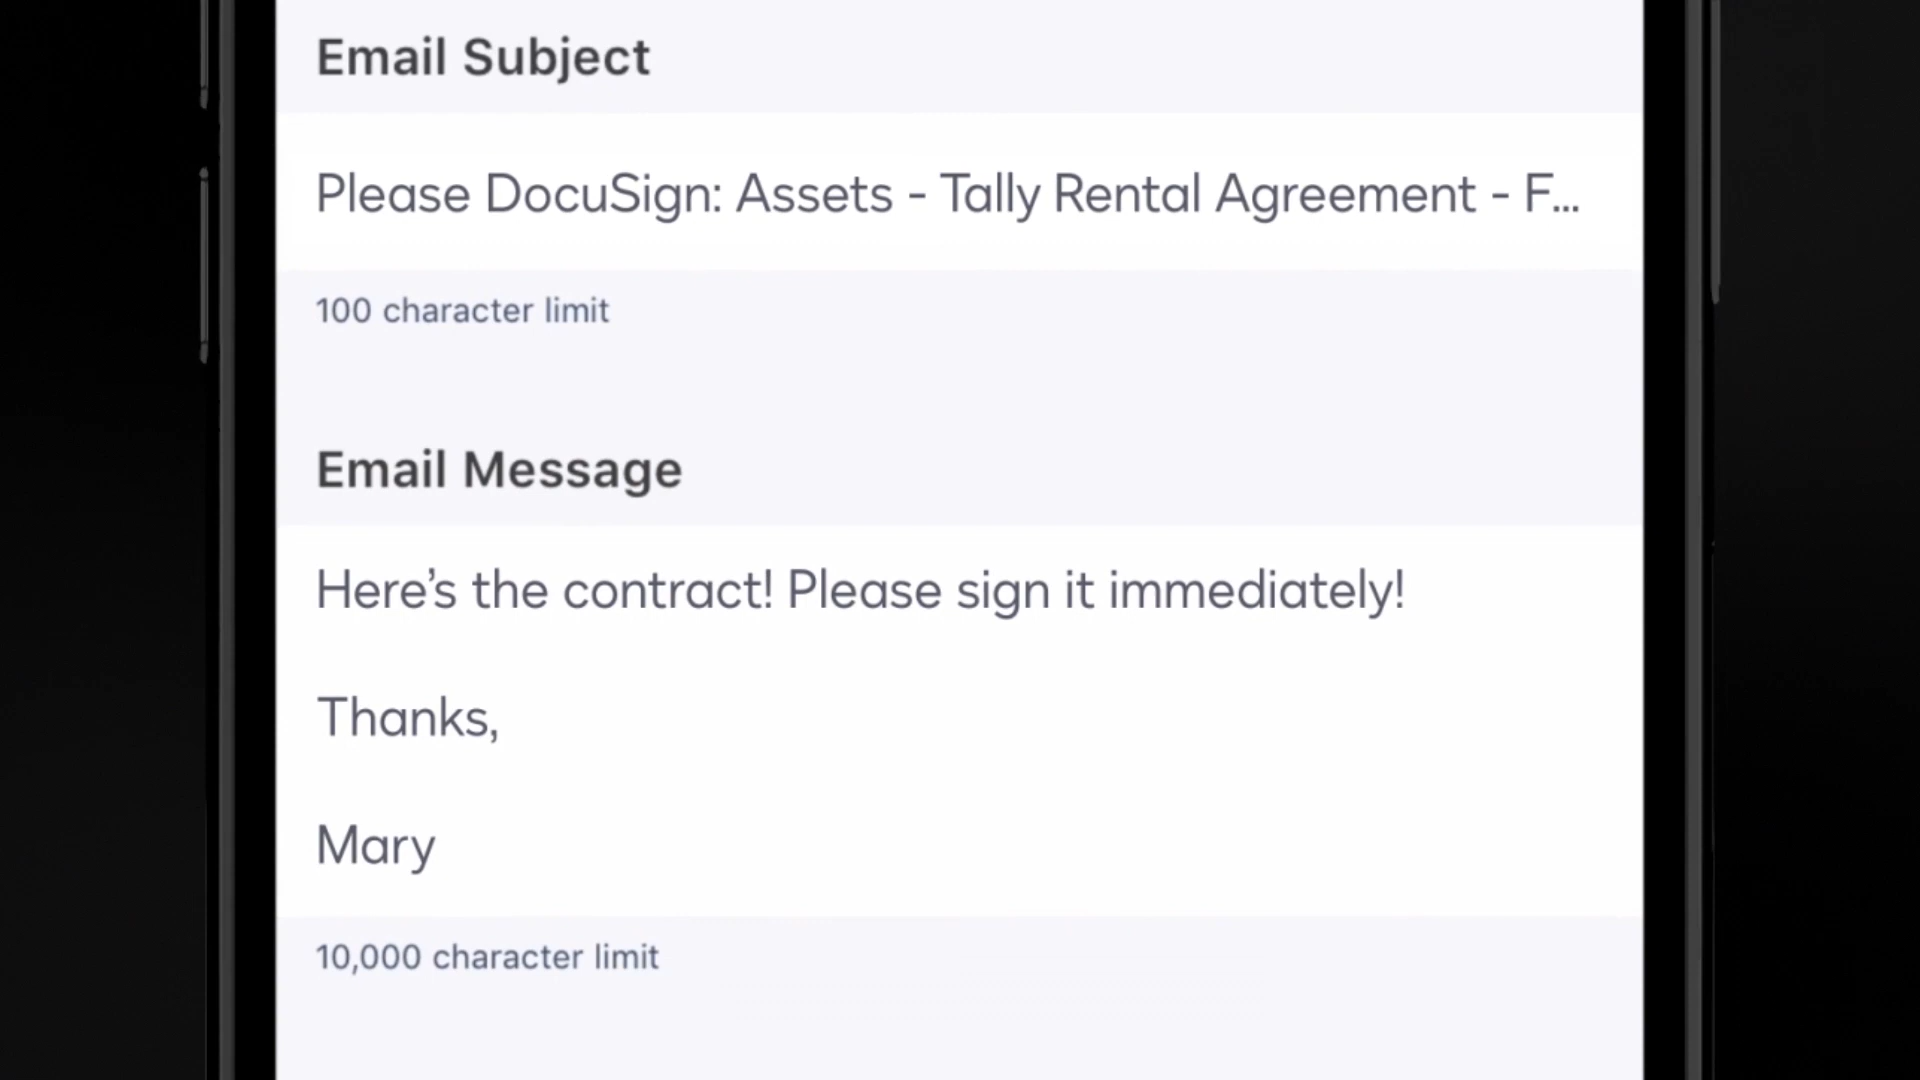 Email Subject
Please DocuSign: Assets - Tally Rental Agreement - F...
100 character limit
Email Message
Here’s the contract! Please sign it immediately!
Thanks,
Mary
10,000 character limit